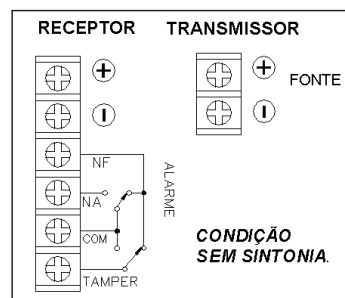 RECEPTOR TRANSMISSOR
+ +
FONTE
- -
NF
NA
COM
TAMPER
ALARME
CONDIÇÃO
SEM SINTONIA.